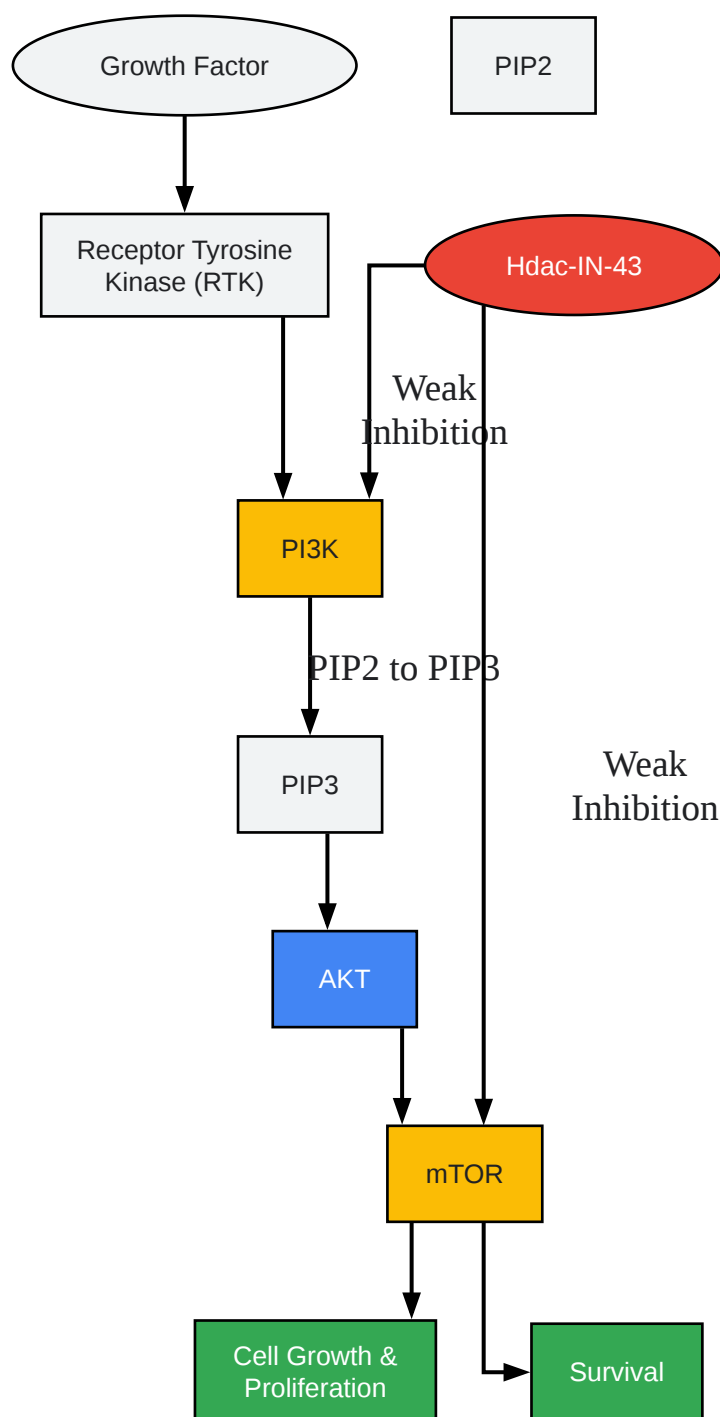 Growth Factor
PIP2
Receptor Tyrosine
Kinase (RTK)
Hdac-IN-43
Weak
Inhibition
PI3K
PIP2 to PIP3
PIP3
Weak
Inhibition
AKT
mTOR
Cell Growth &
Proliferation
Survival